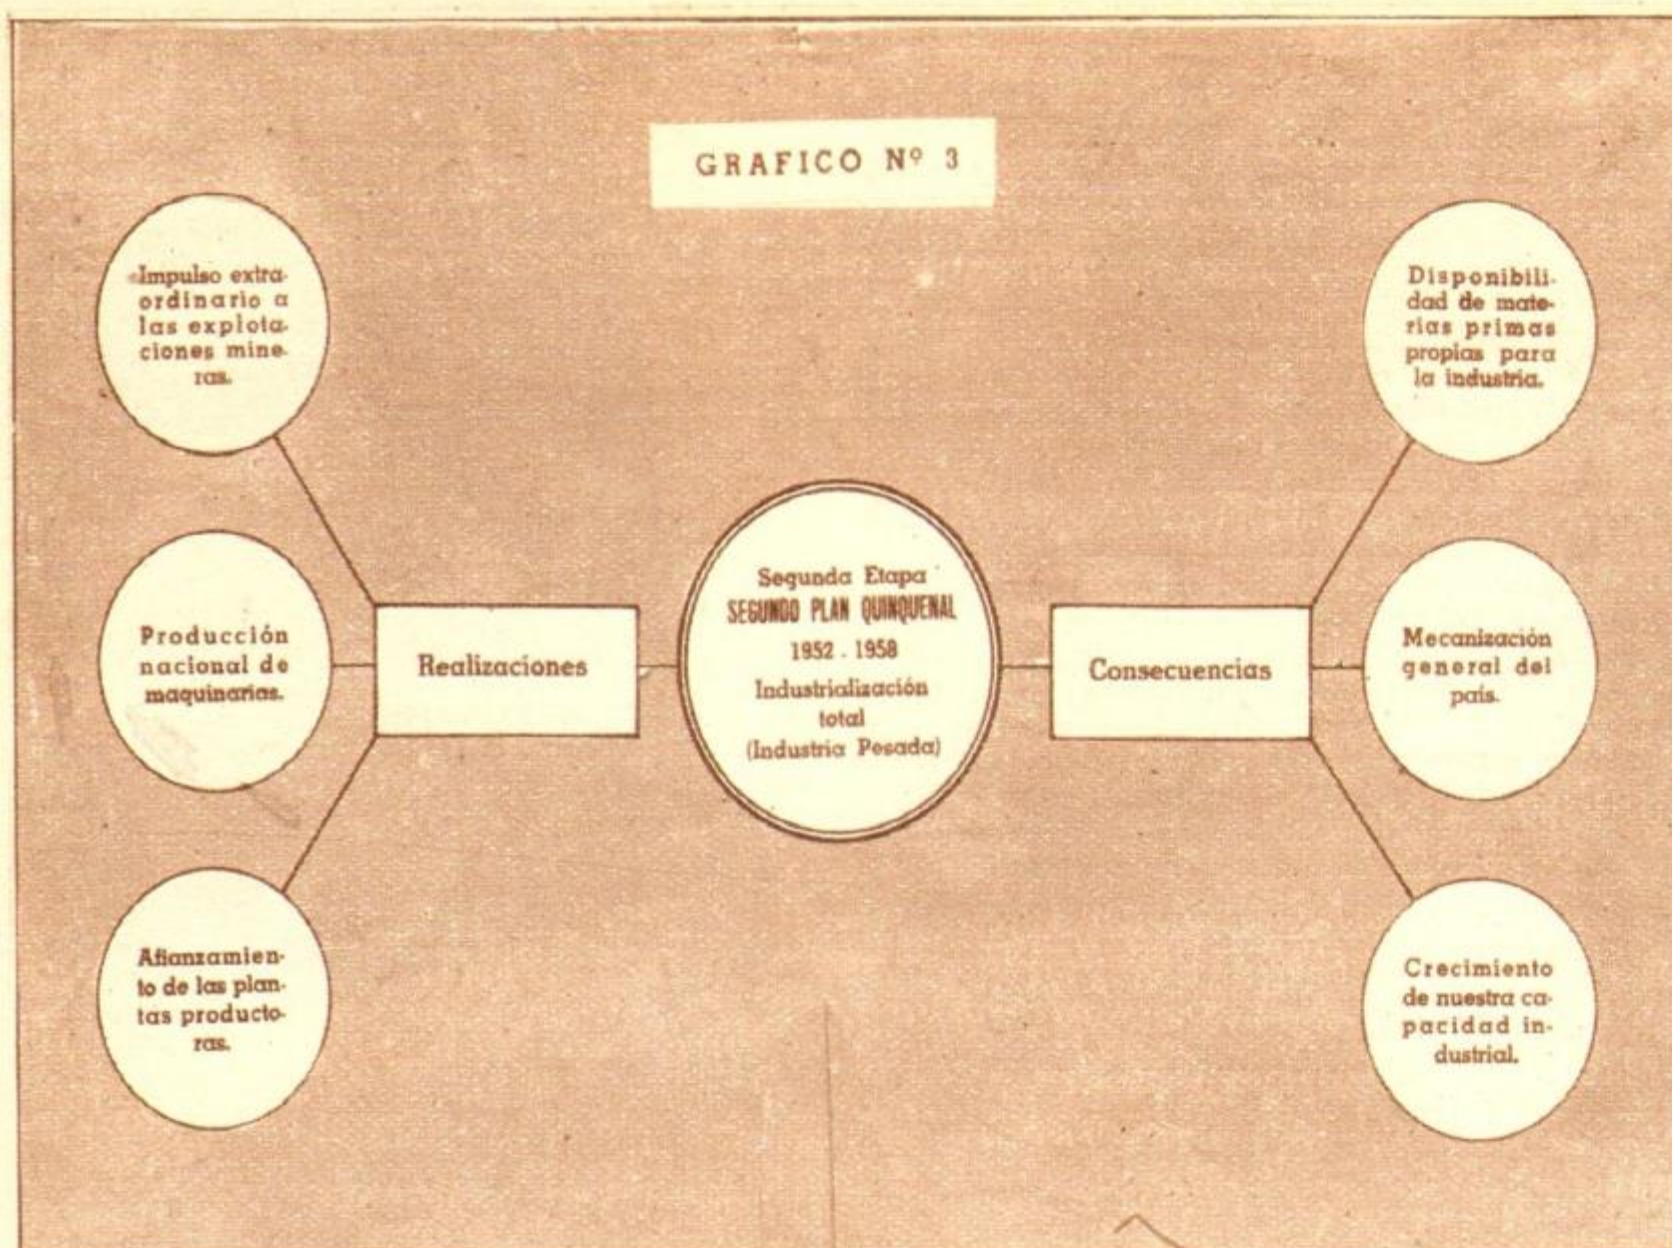 GRAFICO Nº 3
Impulso extra-
ordinario a
las explota-
ciones mine-
ras.
Producción
nacional de
maquinarias.
Afianzamien-
to de las plan-
tas producto-
ras.
Realizaciones
Segunda Etapa
SEGUNDO PLAN QUINQUENAL
1952 - 1958
Industrialización
total
(Industria Pesada)
Consecuencias
Disponibili-
dad de mate-
rias primas
propias para
la industria.
Mecanización
general del
país.
Crecimiento
de nuestra ca-
pacidad in-
dustrial.